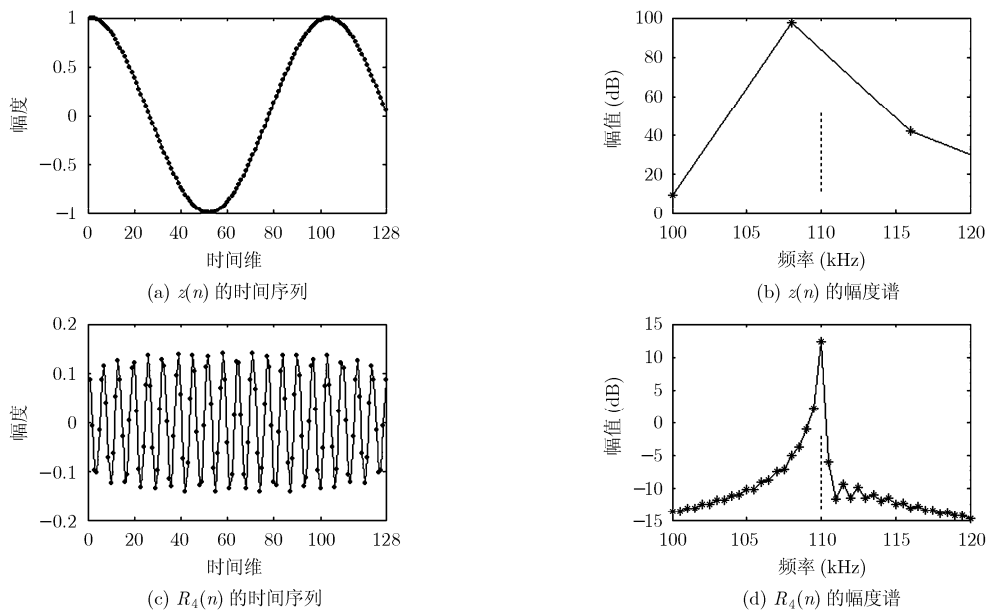 1
0.5
0
−0.5
−1
幅度
0 20 40 60 80 100 128
时间维
(a) z(n) 的时间序列
100
80
60
40
20
0
幅值 (dB)
100 105 110 115 120
频率 (kHz)
(b) z(n) 的幅度谱
0.2
0.1
0
−0.1
−0.2
幅度
0 20 40 60 80 100 128
时间维
(c) R₄(n) 的时间序列
15
10
5
0
−5
−10
−15
幅值 (dB)
100 105 110 115 120
频率 (kHz)
(d) R₄(n) 的幅度谱